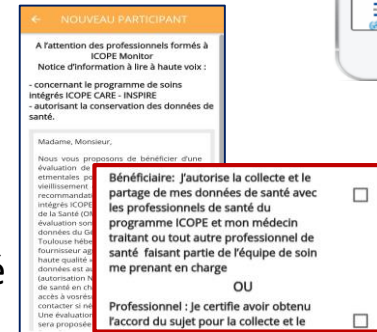 ← NOUVEAU PARTICIPANT
A l'attention des professionnels formés à
ICOPE Monitor
Notice d'Information à lire à haute voix :
- concernant le programme de soins
intégrés ICOPE CARE - INSPIRE
- autorisant la conservation des données de
santé.
Madame, Monsieur,
Nous vous proposons de bénéficier d'une
évaluation de
vieillissement
recommandat
intégrés ICOPE
de la Santé (OM
évaluation sont
données du Gé
Toulouse hébe
fournisseur ag
haute qualité
données est au
(autorisation N
de santé en ch
accès à
contacter si né
Une évaluation
sera proposée
Bénéficiaire: J'autorise la collecte et le
partage de mes données de santé avec
les professionnels de santé du
programme ICOPE et mon médecin
traitant ou tout autre professionnel de
santé faisant partie de l'équipe de soin
me prenant en charge
OU
Professionnel : Je certifie avoir obtenu
l'accord du sujet pour la collecte et le
é